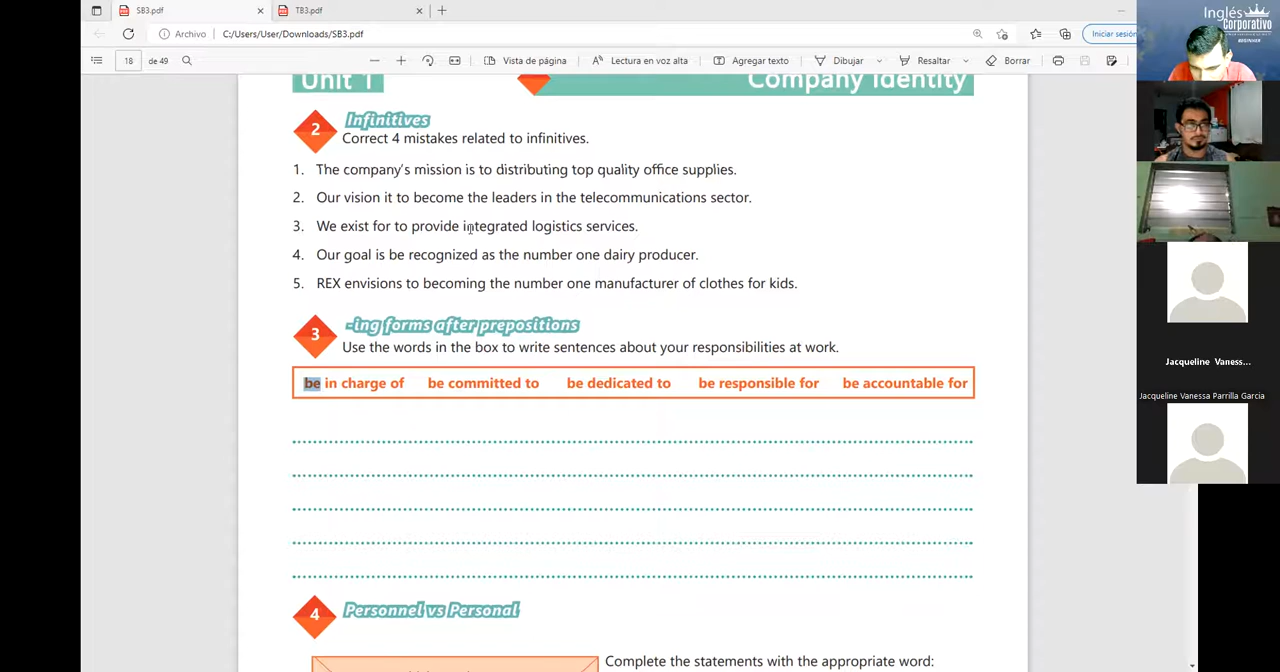 SB3.pdf
TB3.pdf
Archivo
C:/Users/User/Downloads/SB3.pdf
Iniciar sesión
18 de 49
Vista de página
Lectura en voz alta
Agregar texto
Dibujar
Resaltar
Borrar
Unit 1
Company Identity
2
Infinitives
Correct 4 mistakes related to infinitives.
1. The company's mission is to distributing top quality office supplies.
2. Our vision it to become the leaders in the telecommunications sector.
3. We exist for to provide integrated logistics services.
4. Our goal is be recognized as the number one dairy producer.
5. REX envisions to becoming the number one manufacturer of clothes for kids.
3
-ing forms after prepositions
Use the words in the box to write sentences about your responsibilities at work.
be in charge of be committed to be dedicated to be responsible for be accountable for
4
Personnel vs Personal
Complete the statements with the appropriate word:
Inglés
Corporativo
Jacqueline Vaness...
Jacqueline Vanessa Parrilla Garcia